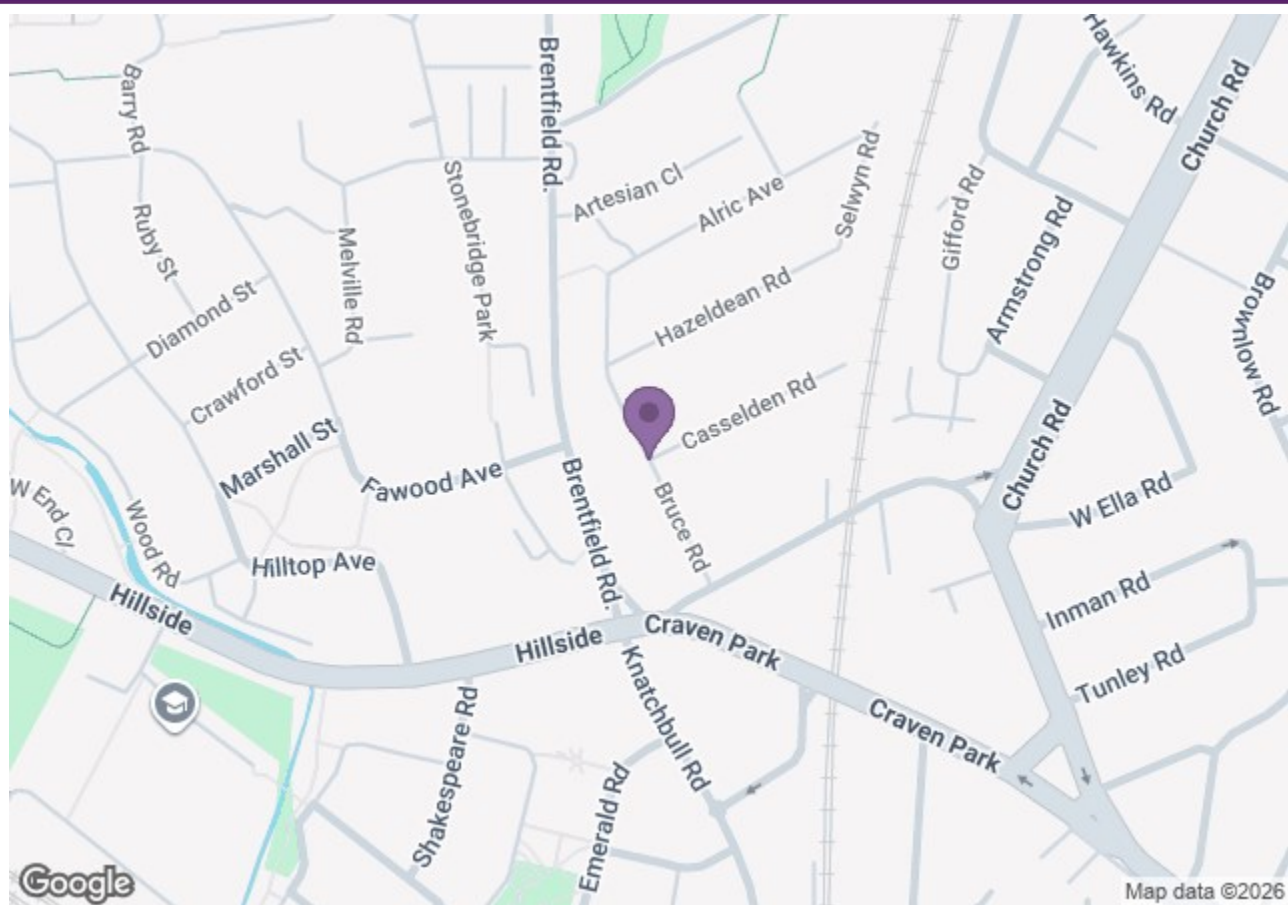 Hawkins Rd
Church Rd
Brentfield Rd.
Barry Rd
Artesian Cl
Alric Ave
Selwyn Rd
Gifford Rd
Armstrong Rd
Stonebridge Park
Ruby St
Melville Rd
Diamond St
Hazeldean Rd
Brownlow Rd
Crawford St
Casselden Rd
Church Rd
Marshall St
Fawood Ave
Brentfield Rd.
Bruce Rd
W Ella Rd
W End Cl
Wood Rd
Hilltop Ave
Inman Rd
Hillside
Hillside
Craven Park
Tunley Rd
Knatchbull Rd
Craven Park
Shakespeare Rd
Emerald Rd
Google
Map data ©2026